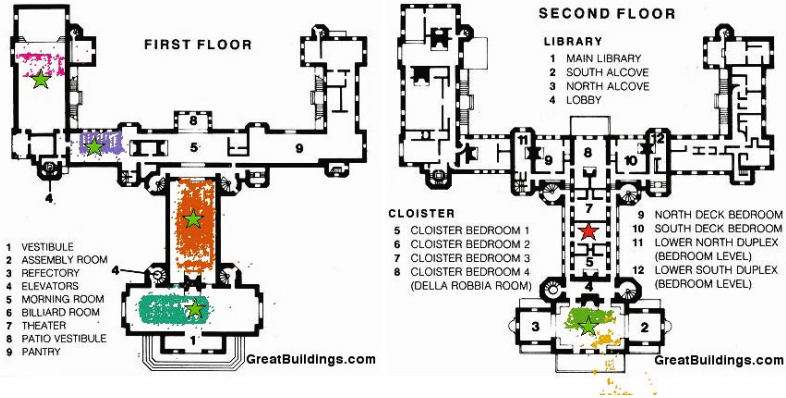 FIRST FLOOR
8
5
9
4
4
1
1 VESTIBULE
2 ASSEMBLY ROOM
3 REFECTORY
4 ELEVATORS
5 MORNING ROOM
6 BILLIARD ROOM
7 THEATER
8 PATIO VESTIBULE
9 PANTRY
GreatBuildings.com
SECOND FLOOR
LIBRARY
1 MAIN LIBRARY
2 SOUTH ALCOVE
3 NORTH ALCOVE
4 LOBBY
11
9
8
10
12
7
5
4
3
2
CLOISTER
5 CLOISTER BEDROOM 1
6 CLOISTER BEDROOM 2
7 CLOISTER BEDROOM 3
8 CLOISTER BEDROOM 4
(DELLA ROBBIA ROOM)
9 NORTH DECK BEDROOM
10 SOUTH DECK BEDROOM
11 LOWER NORTH DUPLEX
(BEDROOM LEVEL)
12 LOWER SOUTH DUPLEX
(BEDROOM LEVEL)
GreatBuildings.com